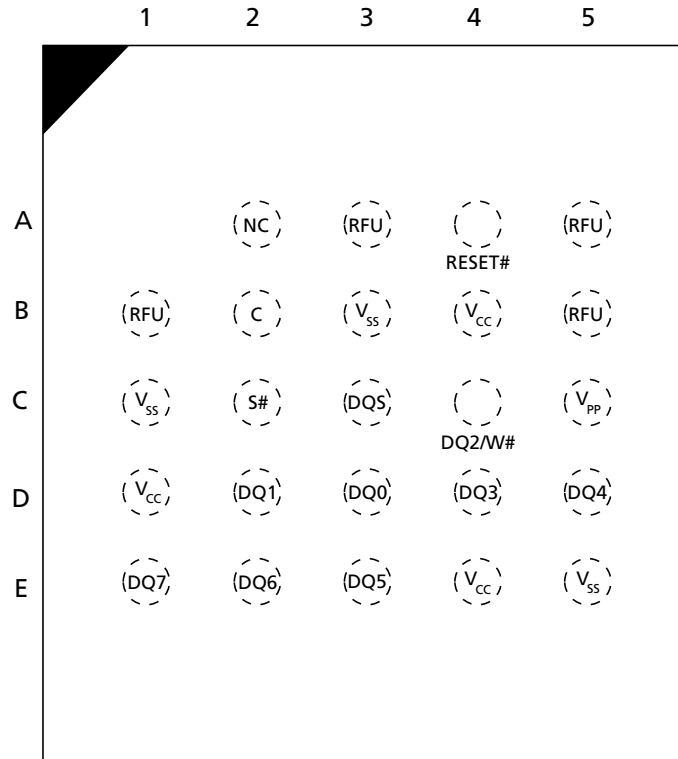 1 2 3 4 5
A NC RFU RFU
RESET#
B RFU C VSS VCC RFU
C VSS S# DQS VPP
DQ2/W#
D VCC DQ1 DQ0 DQ3 DQ4
E DQ7 DQ6 DQ5 VCC VSS